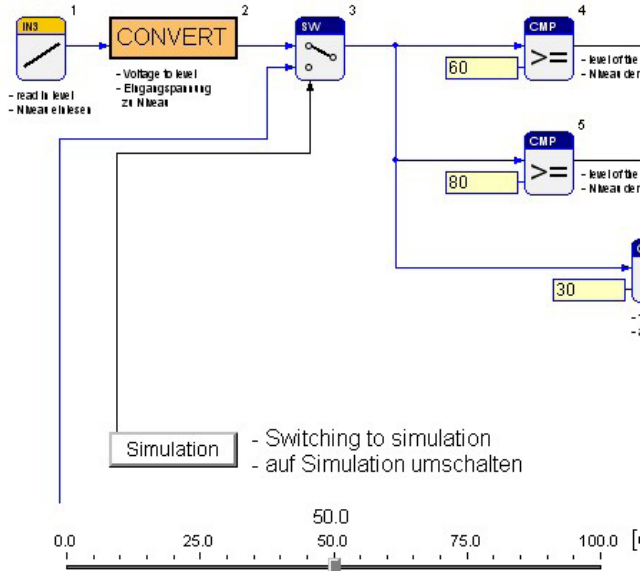 IN3
1
CONVERT
2
SW
3
CMP
4
>=
60
- read in level
- Niveau einlesen
- Voltage to level
- Eingangspannung
zu Niveau
- level of the
- Niveau der
CMP
5
>=
80
- level of the
- Niveau der
30
Simulation
- Switching to simulation
- auf Simulation umschalten
50.0
0.0 25.0 50.0 75.0 100.0